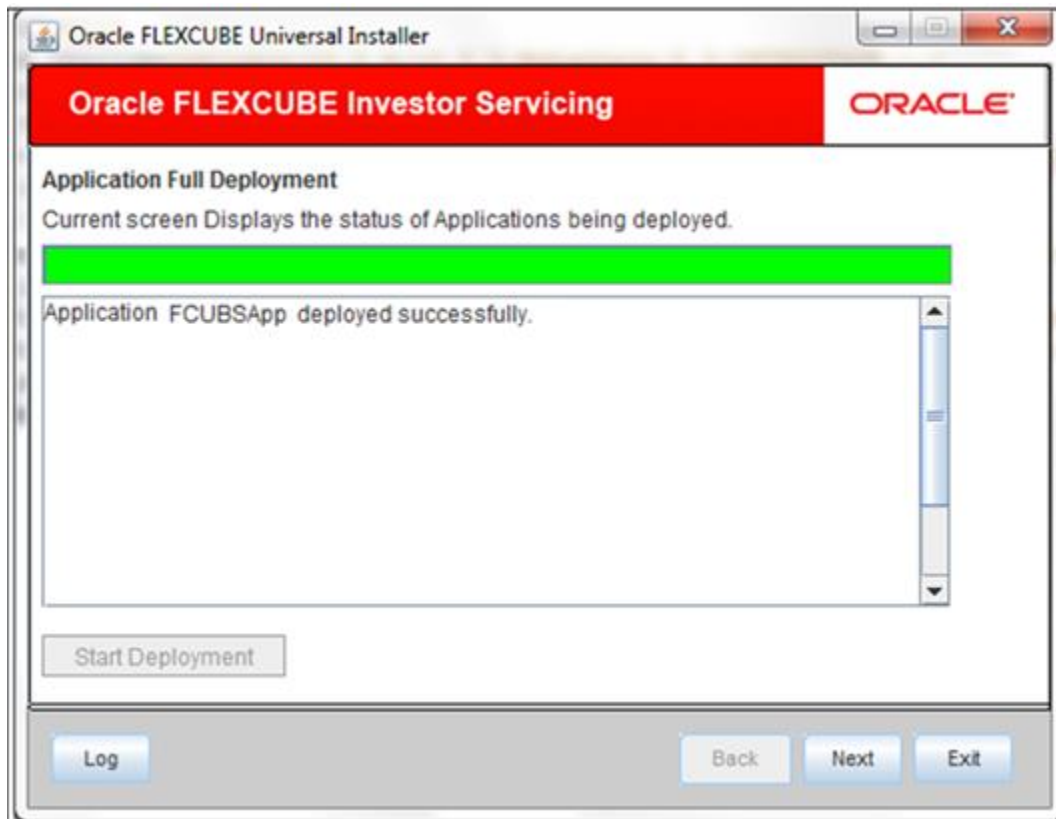 Oracle FLEXCUBE Universal Installer
Oracle FLEXCUBE Investor Servicing
ORACLE
Application Full Deployment
Current screen Displays the status of Applications being deployed.
Application FCUBSApp deployed successfully.
Start Deployment
Log
Back
Next
Exit